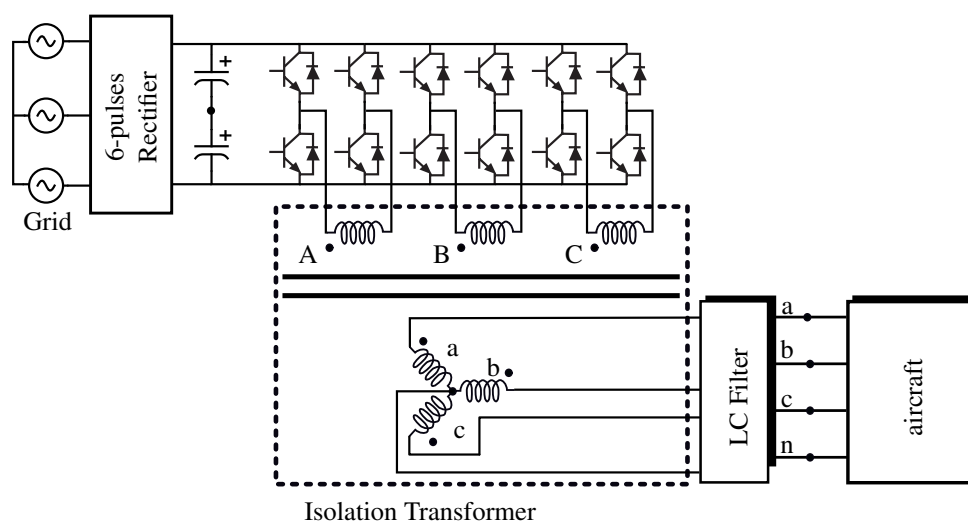 6-pulses
Rectifier
+
+
Grid
A
B
C
a
b
c
LC Filter
a
b
c
n
aircraft
Isolation Transformer